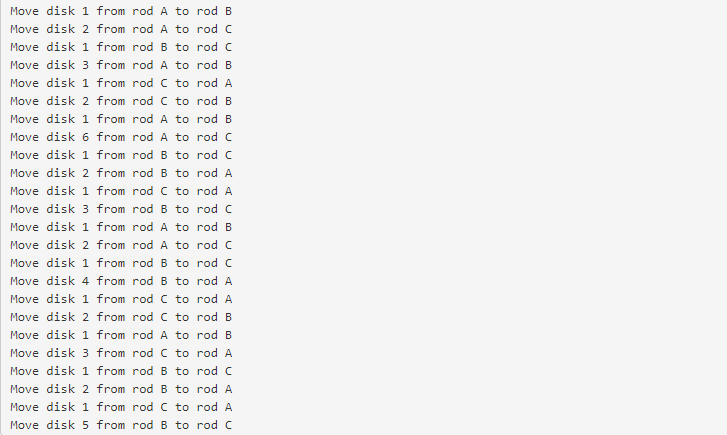 Move disk 1 from rod A to rod B
Move disk 2 from rod A to rod C
Move disk 1 from rod B to rod C
Move disk 3 from rod A to rod B
Move disk 1 from rod C to rod A
Move disk 2 from rod C to rod B
Move disk 1 from rod A to rod B
Move disk 6 from rod A to rod C
Move disk 1 from rod B to rod C
Move disk 2 from rod B to rod A
Move disk 1 from rod C to rod A
Move disk 3 from rod B to rod C
Move disk 1 from rod A to rod B
Move disk 2 from rod A to rod C
Move disk 1 from rod B to rod C
Move disk 4 from rod B to rod A
Move disk 1 from rod C to rod A
Move disk 2 from rod C to rod B
Move disk 1 from rod A to rod B
Move disk 3 from rod C to rod A
Move disk 1 from rod B to rod C
Move disk 2 from rod B to rod A
Move disk 1 from rod C to rod A
Move disk 5 from rod B to rod C